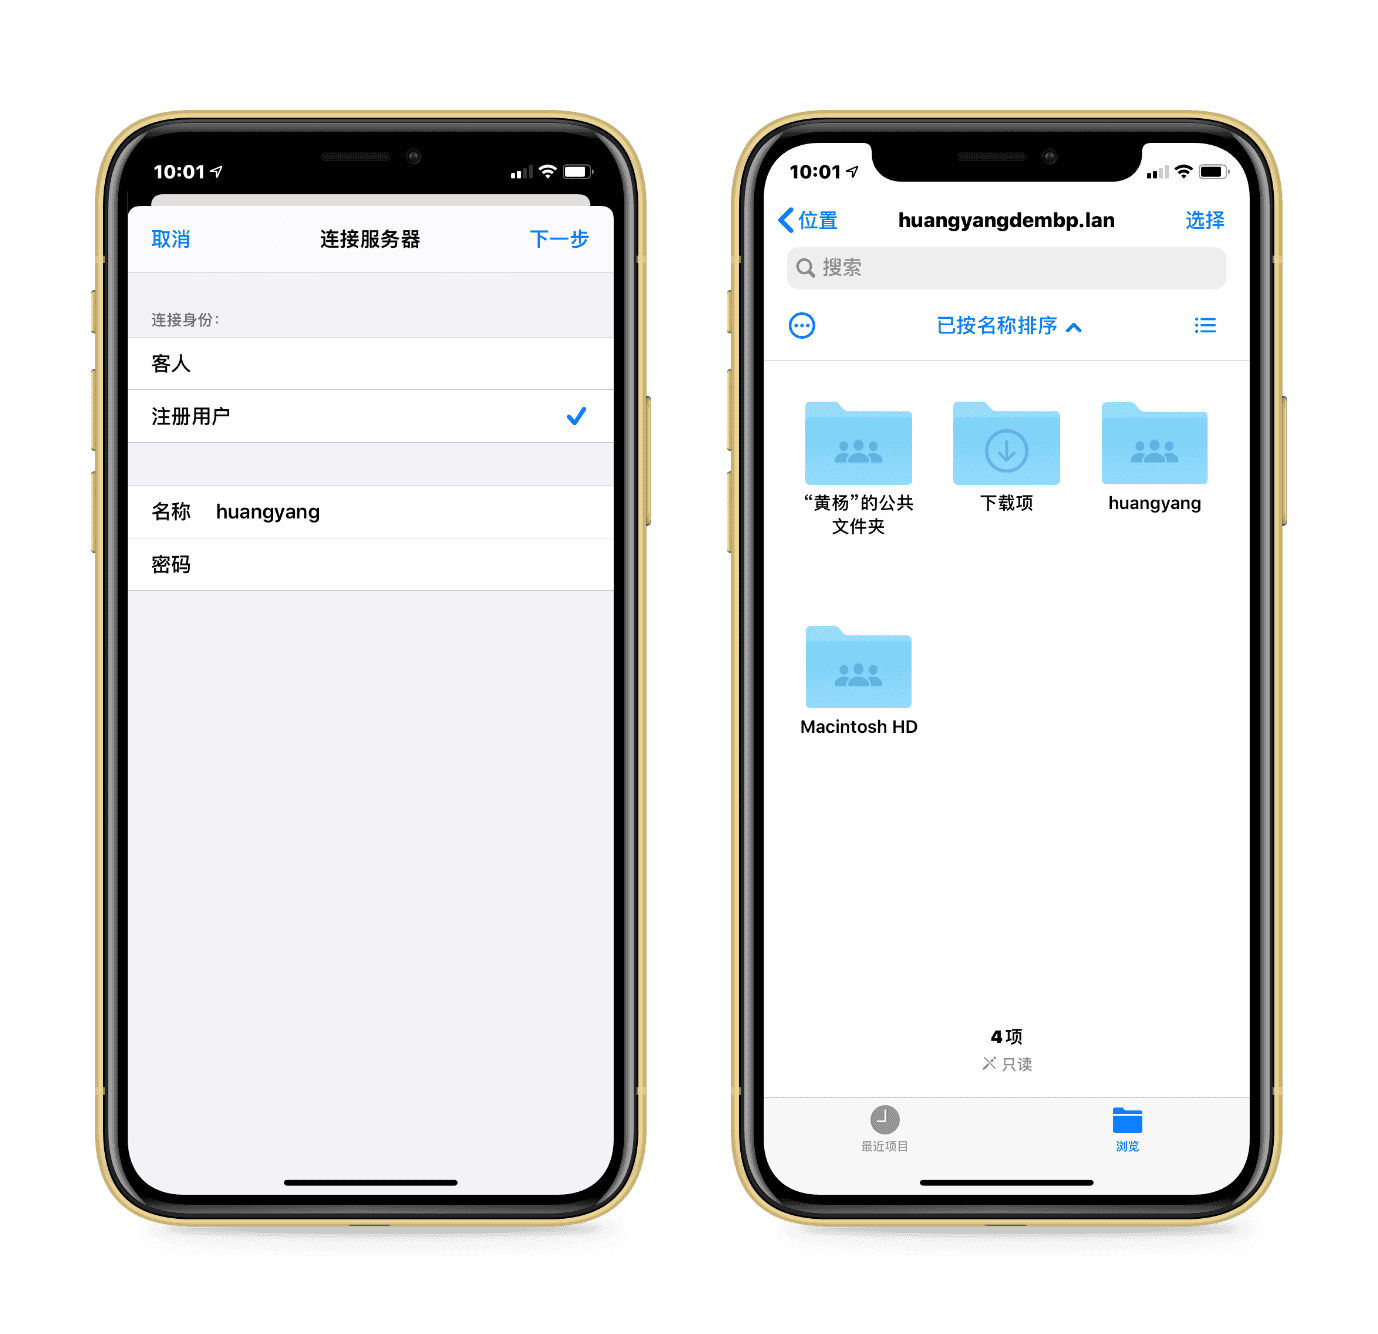 10:01
取消
连接服务器
下一步
连接身份：
客人
注册用户
名称 huangyang
密码
10:01
位置
huangyangdembp.lan
选择
搜索
已按名称排序
“黄杨”的公共
文件夹
下载项
huangyang
Macintosh HD
4 项
只读
最近项目
浏览